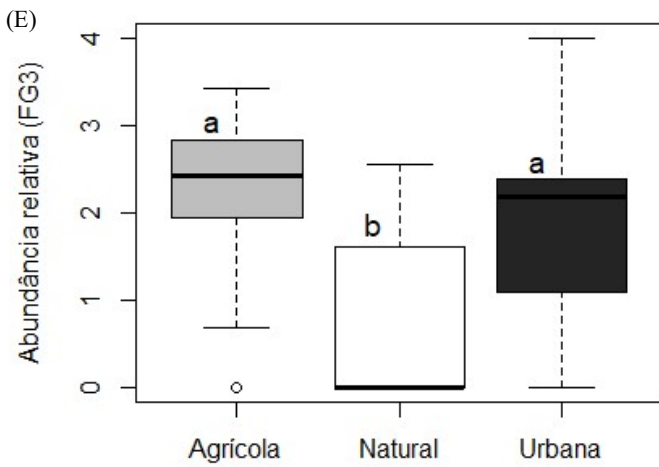 (E)
Abundância relativa (FG3)
4
3
2
1
0
a
b
a
Agrícola Natural Urbana